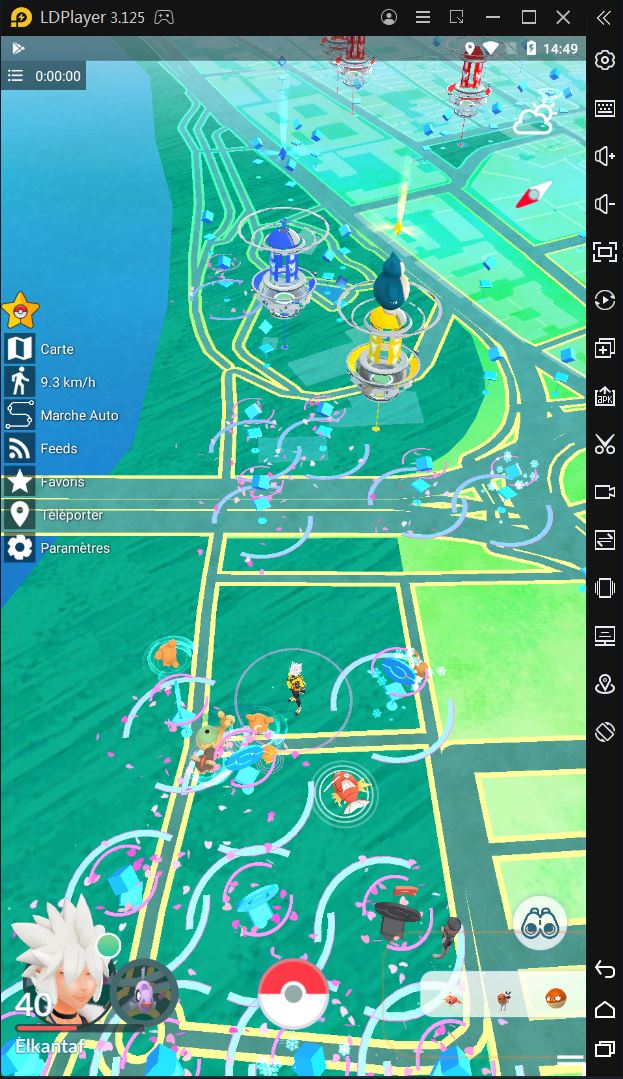 LDPlayer 3.125
14:49
0:00:00
Carte
9.3 km/h
Marche Auto
Feeds
Favoris
Téléporter
Paramètres
APK
40
Elkantaf